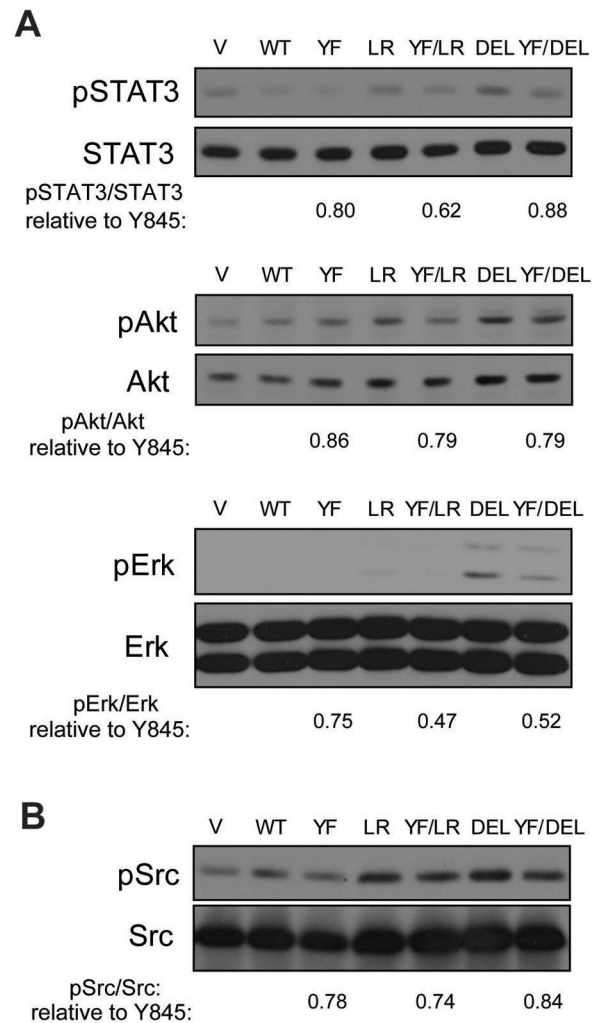 A
V WT YF LR YF/LR DEL YF/DEL
pSTAT3
STAT3
pSTAT3/STAT3
relative to Y845:
0.80 0.62 0.88
V WT YF LR YF/LR DEL YF/DEL
pAkt
Akt
pAkt/Akt
relative to Y845:
0.86 0.79 0.79
V WT YF LR YF/LR DEL YF/DEL
pErk
Erk
pErk/Erk
relative to Y845:
0.75 0.47 0.52
B
V WT YF LR YF/LR DEL YF/DEL
pSrc
Src
pSrc/Src:
relative to Y845:
0.78 0.74 0.84